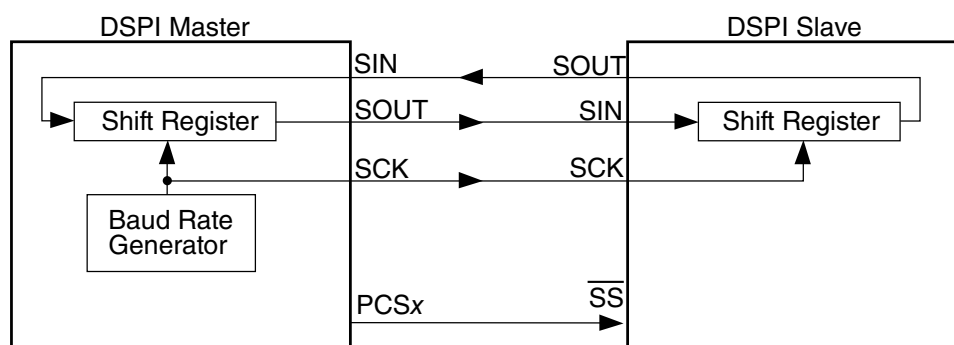 DSPI Master
DSPI Slave
SIN
SOUT
Shift Register
SOUT
SIN
Shift Register
SCK
SCK
Baud Rate
Generator
PCSx
SS